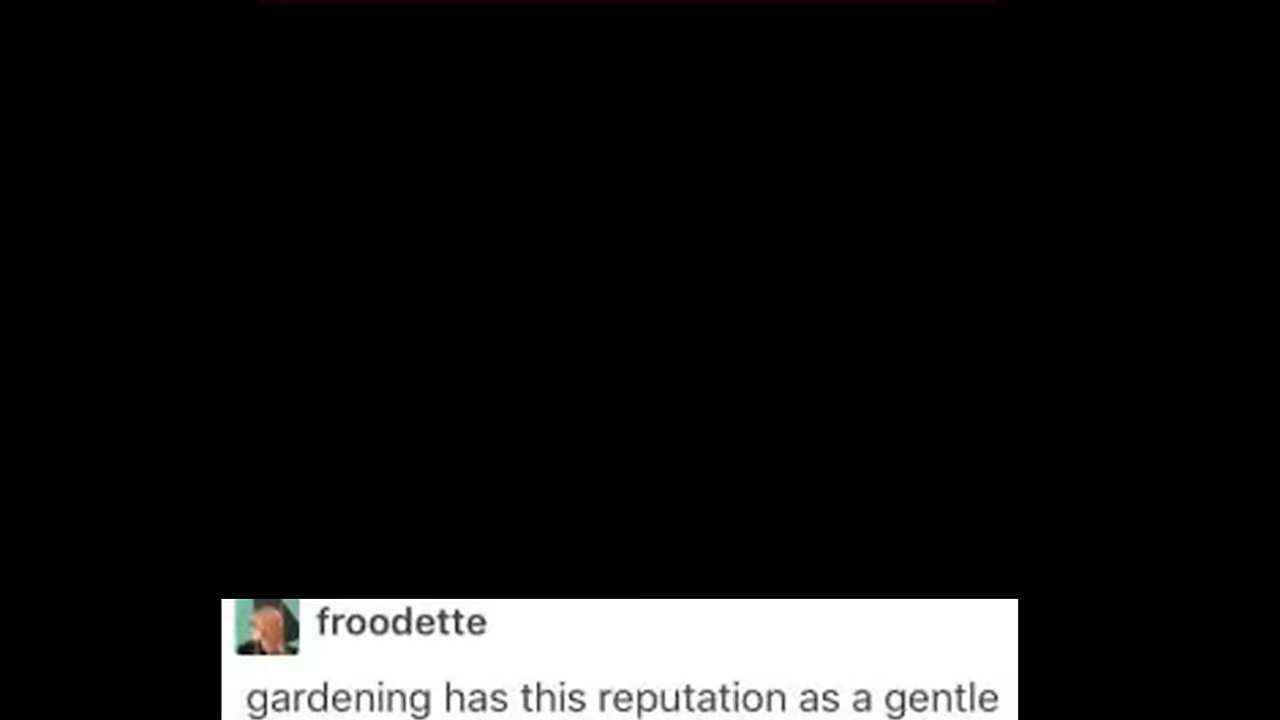 froodette
gardening has this reputation as a gentle